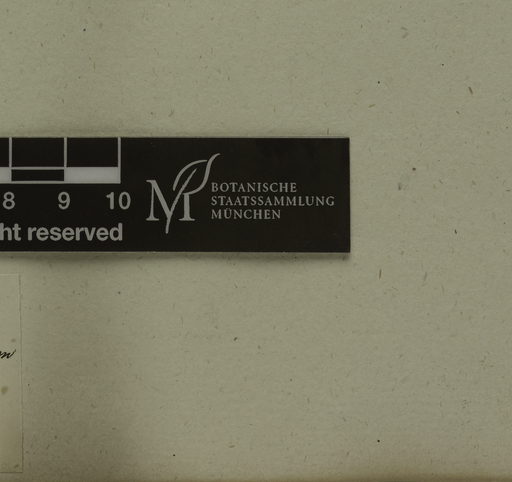 8 9 10
ht reserved
BOTANISCHE
STAATSSAMMLUNG
MÜNCHEN